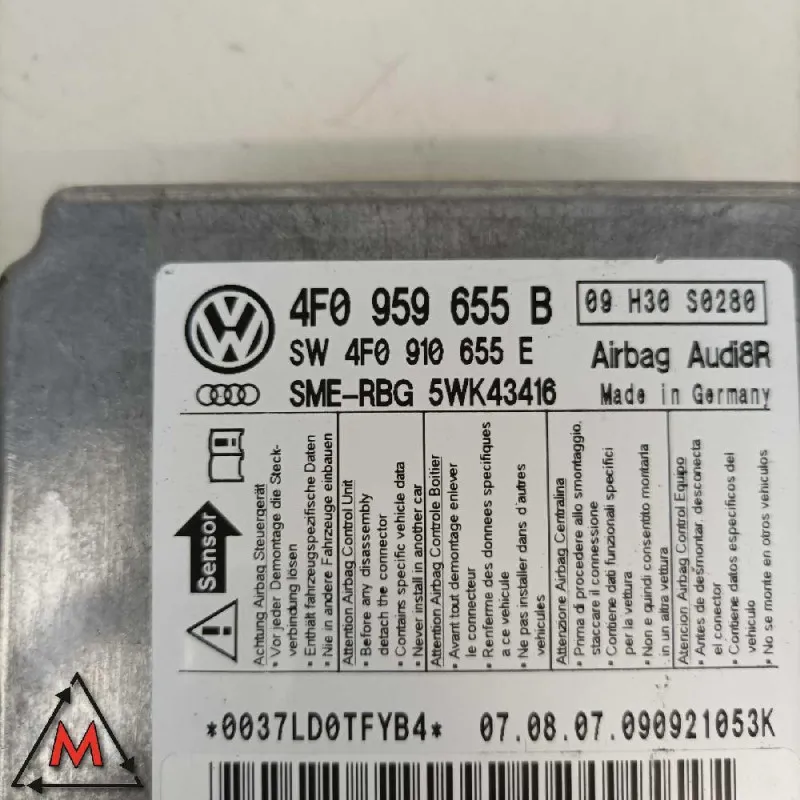 4F0 959 655 B
09 H30 S0280
SW 4F0 910 655 E
Airbag Audi8R
SME-RBG 5WK43416
Made in Germany
Sensor
Achtung Airbag Steuergerät
• Vor jeder Demontage die Steck-
verbindung lösen
• Enthält fahrzeugspezifische Daten
• Nie in andere Fahrzeuge einbauen
Attention Airbag Control Unit
• Before any disassembly
detach the connector
• Contains specific vehicle data
• Never install in another car
Attention Airbag Controle Boitier
• Avant tout demontage enlever
le connecteur
• Renferme des donnees specifiques
a ce vehicule
• Ne pas installer dans d'autres
vehicules
Attenzione Airbag Centralina
• Prima di procedere allo smontaggio,
staccare il connessione
• Contiene dati funzionali specifici
per la vettura
• Non e quindi consentito montarla
in un altra vettura
Atencion Airbag Control Equipo
• Antes de desmontar, desconecta
el conector
• Contiene datos especificos del
vehiculo
• No se monte en otros vehiculos
*0037LD0TFYB4*
07.08.07.090921053K
M